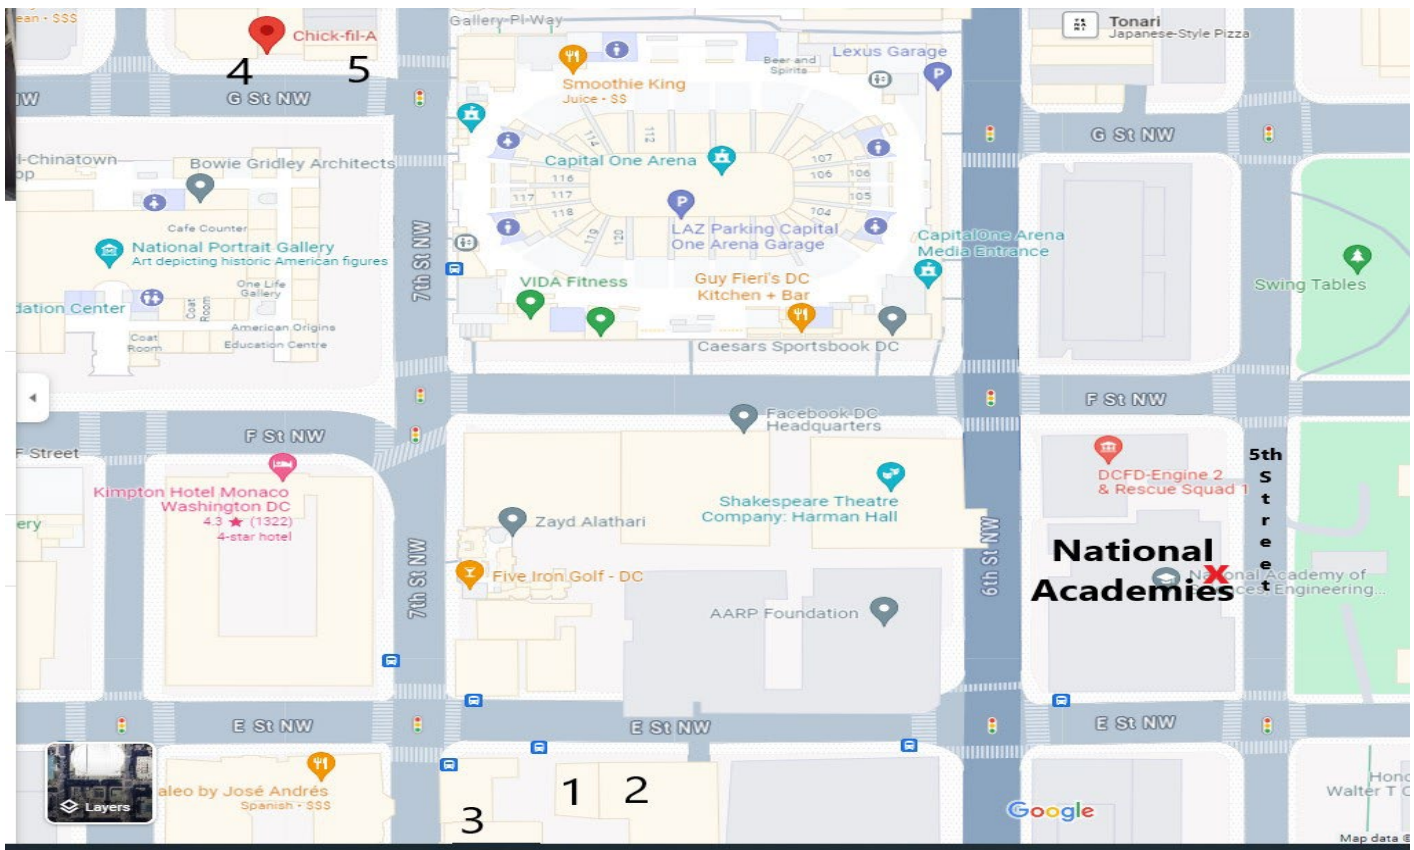 ean • $$$
Chick-fil-A
4
5
NW
G St NW
Gallery-Pl-Way
Smoothie King
Juice • $$
Beer and
Spirits
Lexus Garage
Tonari
Japanese-Style Pizza
G St NW
l-Chinatown
op
Bowie Gridley Architects
Cafe Counter
National Portrait Gallery
Art depicting historic American figures
One Life
Gallery
dation Center
Coat
Room
American Origins
Education Centre
Coat
Room
7th St NW
Capital One Arena
114
112
107
106
106
105
104
116
117
117
118
119
120
LAZ Parking Capital
One Arena Garage
CapitalOne Arena
Media Entrance
VIDA Fitness
Guy Fieri's DC
Kitchen + Bar
Caesars Sportsbook DC
Swing Tables
F St NW
F St NW
F Street
Facebook DC
Headquarters
Kimpton Hotel Monaco
Washington DC
4.3 ★ (1322)
4-star hotel
ery
Zayd Alathari
Shakespeare Theatre
Company: Harman Hall
Five Iron Golf - DC
AARP Foundation
7th St NW
6th St NW
DCFD-Engine 2
& Rescue Squad 1
5th
Street
National
Academies
X
onal Academy of
Engineering...
E St NW
E St NW
E St NW
Layers
aleo by José Andrés
Spanish • $$$
3
1
2
Google
Hono
Walter T C
Map data ©